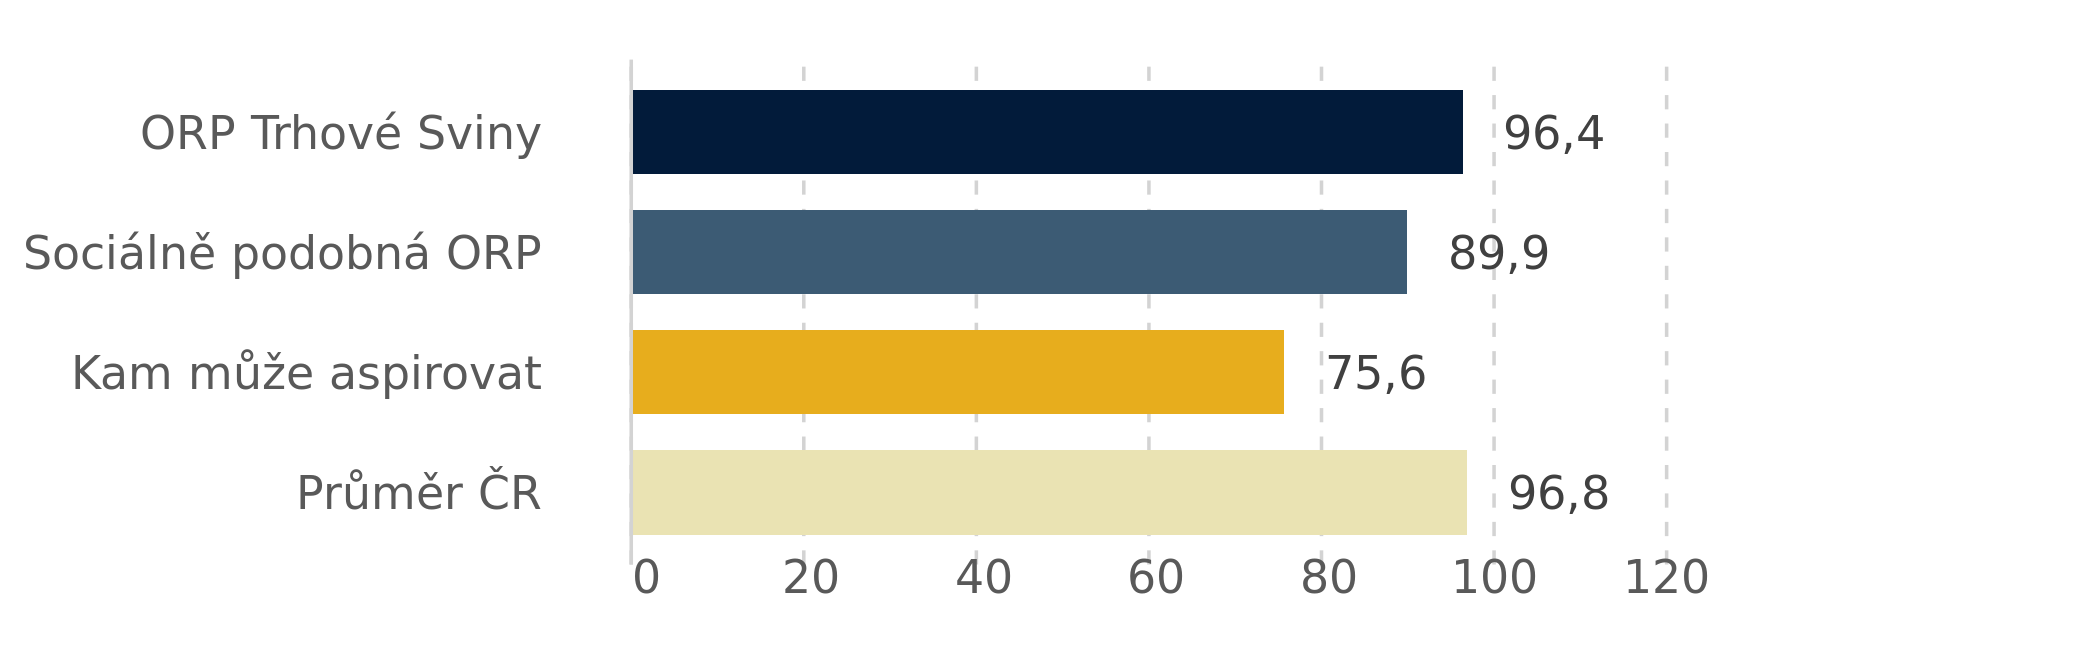 ORP Trhové Sviny 96,4
Sociálně podobná ORP 89,9
Kam může aspirovat 75,6
Průměr ČR 96,8
0 20 40 60 80 100 120